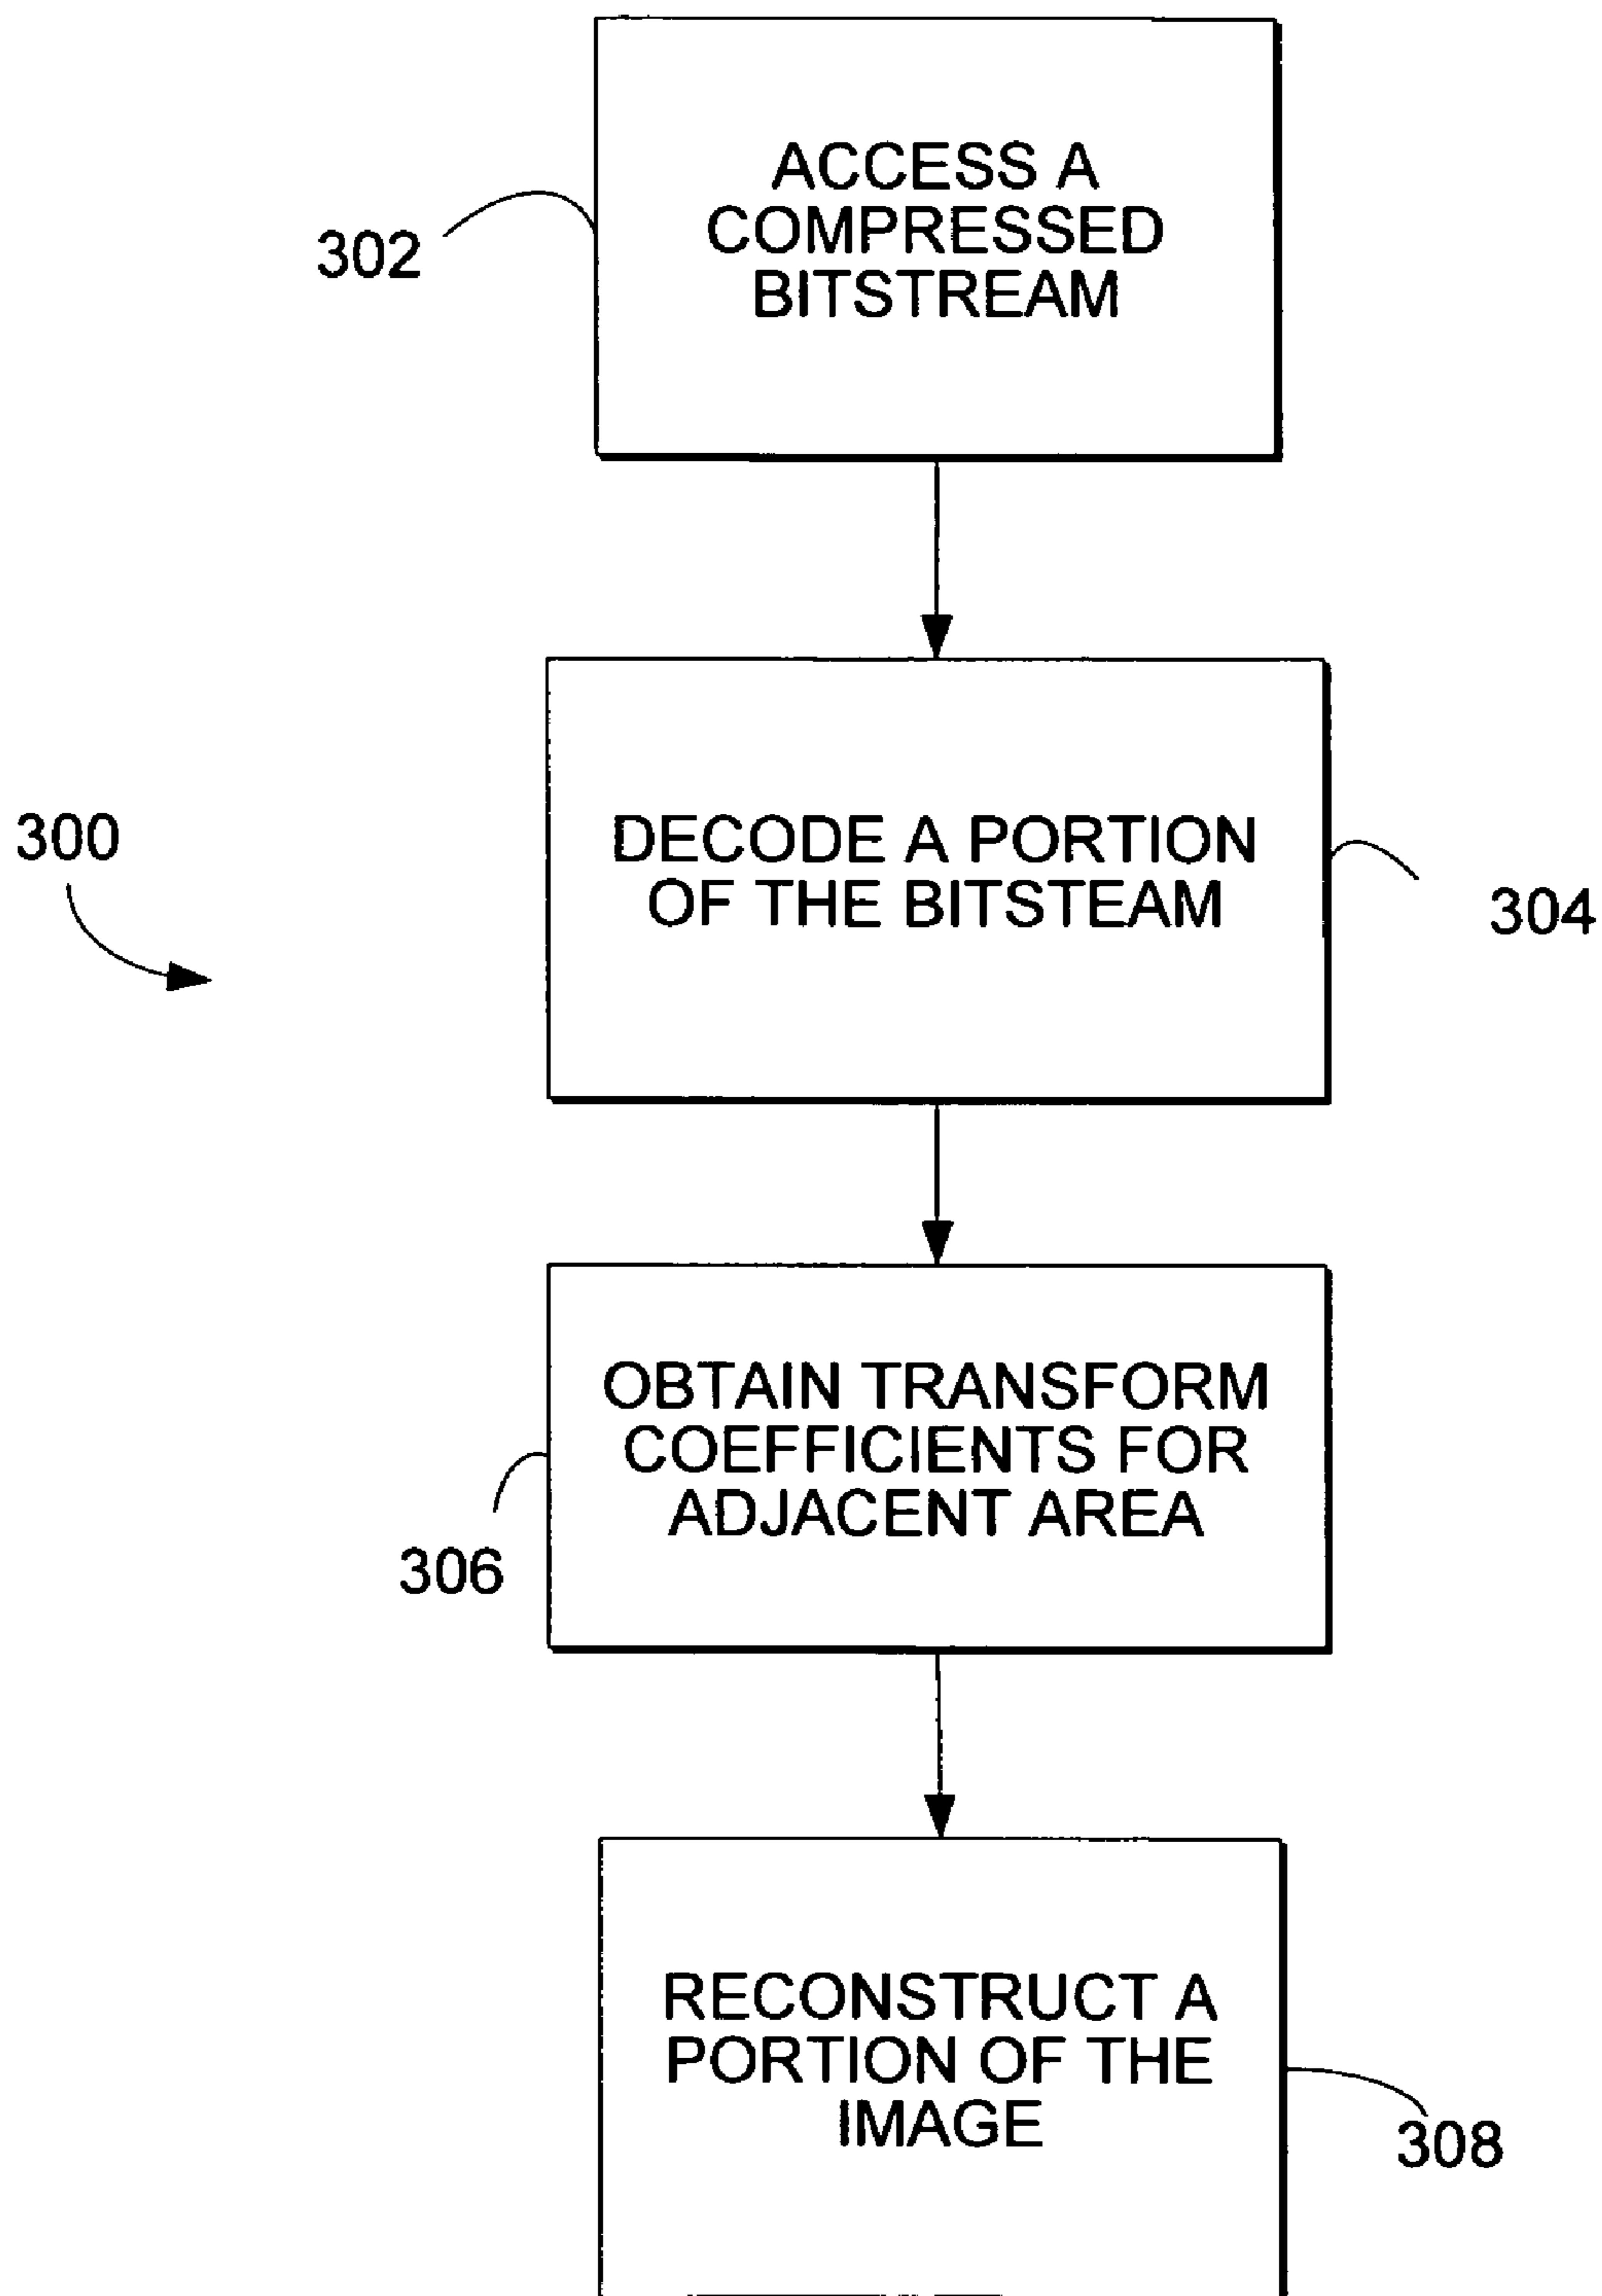 ACCESS A
COMPRESSED
BITSTREAM
302
DECODE A PORTION
OF THE BITSTEAM
300
304
OBTAIN TRANSFORM
COEFFICIENTS FOR
ADJACENT AREA
306
RECONSTRUCT A
PORTION OF THE
IMAGE
308